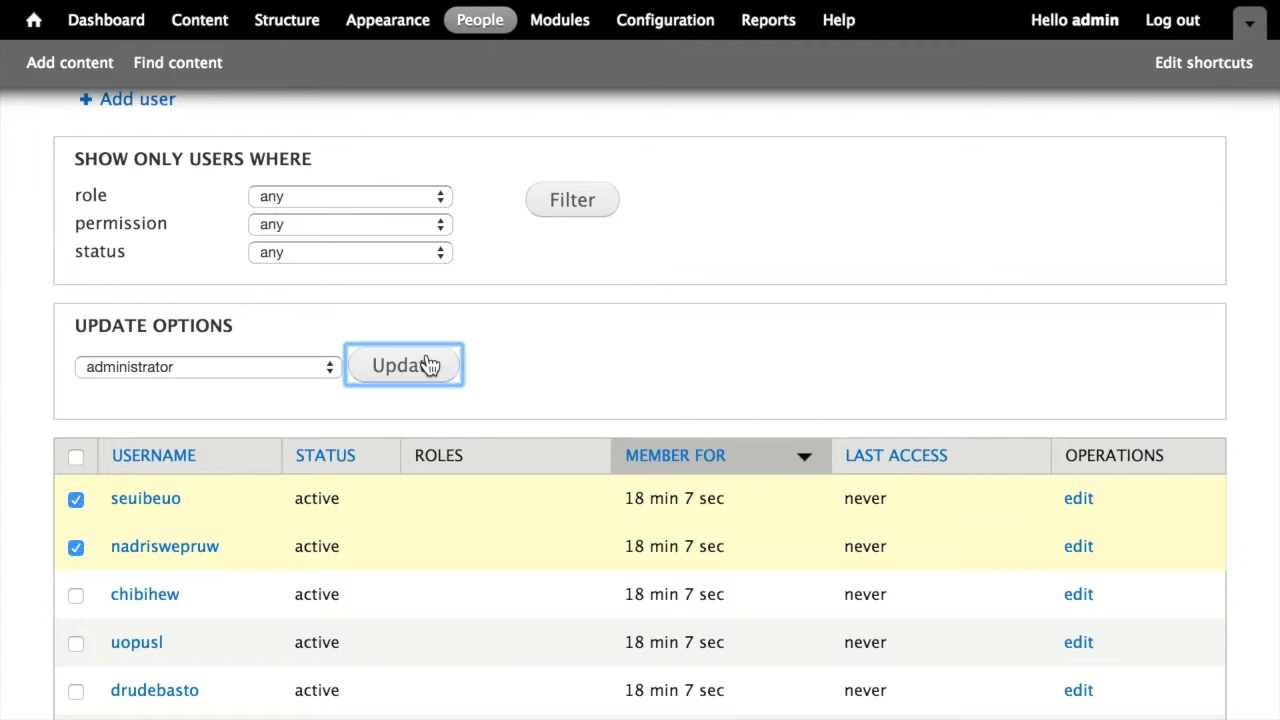 Dashboard Content Structure Appearance People Modules Configuration Reports Help Hello admin Log out
Add content Find content Edit shortcuts
Add user
SHOW ONLY USERS WHERE
role any Filter
permission any
status any
UPDATE OPTIONS
administrator Update
USERNAME STATUS ROLES MEMBER FOR LAST ACCESS OPERATIONS
seuibeuo active 18 min 7 sec never edit
nadriswepruw active 18 min 7 sec never edit
chibihew active 18 min 7 sec never edit
uopusl active 18 min 7 sec never edit
drudebasto active 18 min 7 sec never edit